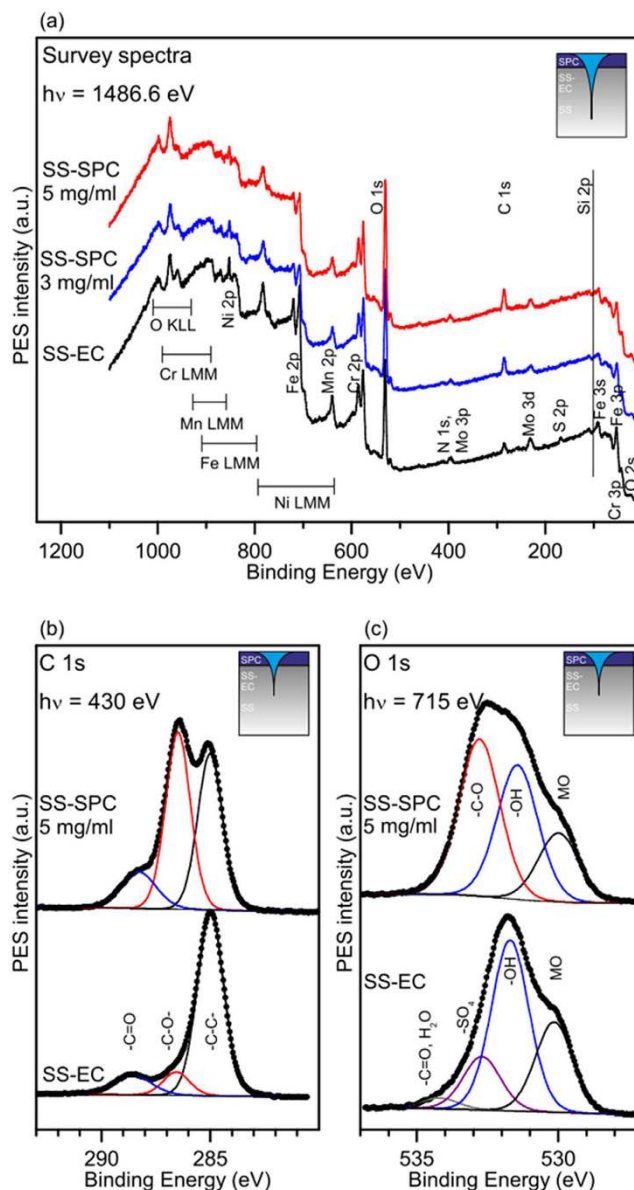 (a)
Survey spectra
hν = 1486.6 eV
SPC
SS-
EC
SS
SS-SPC
5 mg/ml
SS-SPC
3 mg/ml
SS-EC
O KLL
Cr LMM
Mn LMM
Fe LMM
Ni LMM
Ni 2p
Fe 2p
Mn 2p
Cr 2p
O 1s
N 1s,
Mo 3p
C 1s
Mo 3d
S 2p
Si 2p
Fe 3s
Fe 3p
Cr 3p
O 2s
PES intensity (a.u.)
1200 1000 800 600 400 200
Binding Energy (eV)
(b)
C 1s
hν = 430 eV
SPC
SS-
EC
SS
SS-SPC
5 mg/ml
-C=O
-C-O-
-C-C-
SS-EC
PES intensity (a.u.)
290 285
Binding Energy (eV)
(c)
O 1s
hν = 715 eV
SPC
SS-
EC
SS
SS-SPC
5 mg/ml
-C-O
-OH
MO
SS-EC
-C=O, H₂O
-SO₄
-OH
MO
PES intensity (a.u.)
535 530
Binding Energy (eV)